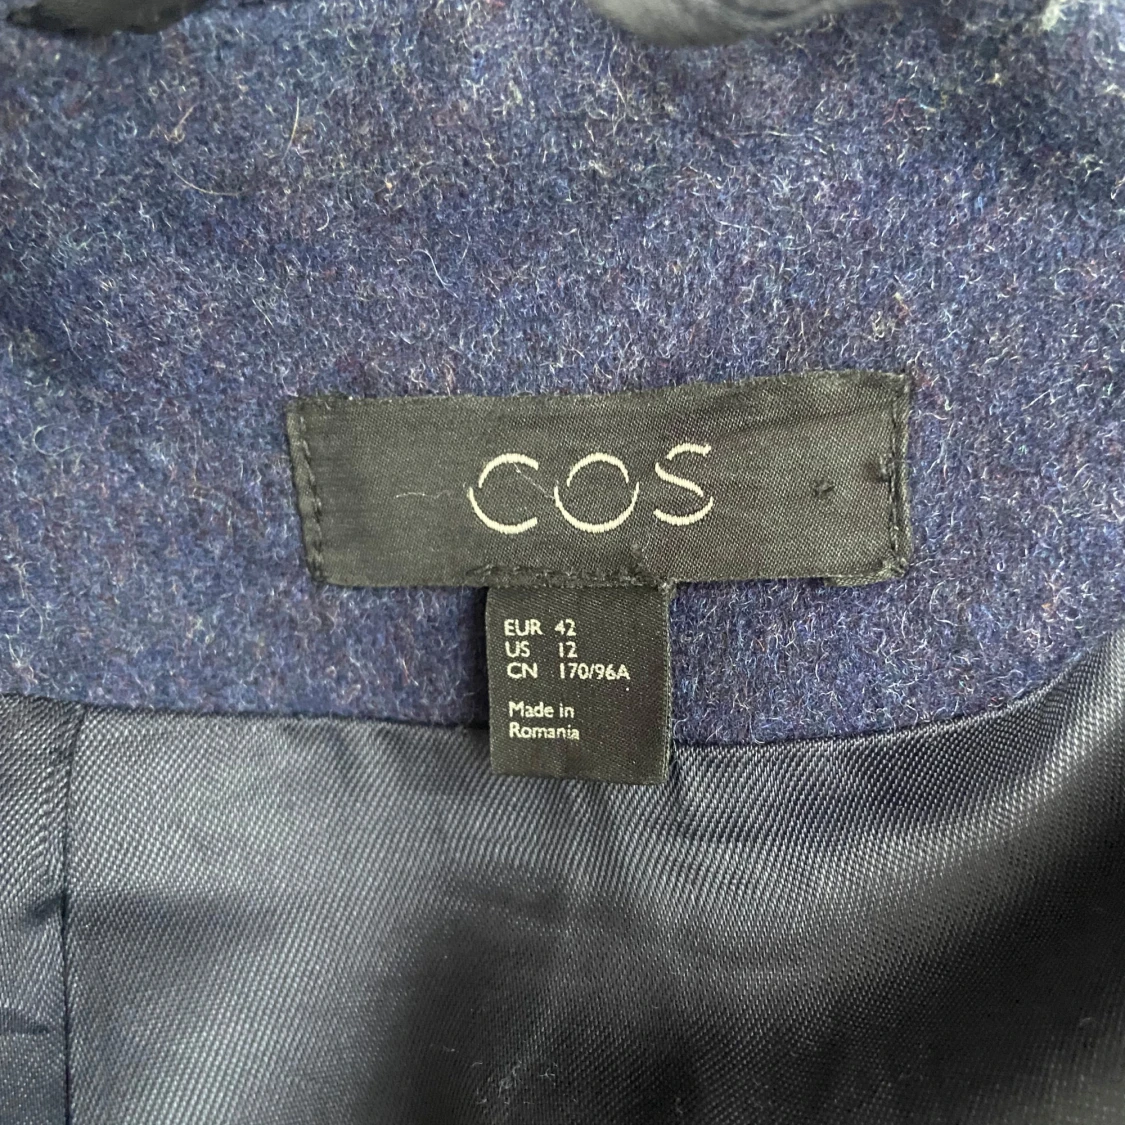 COS
EUR 42
US 12
CN 170/96A
Made in
Romania